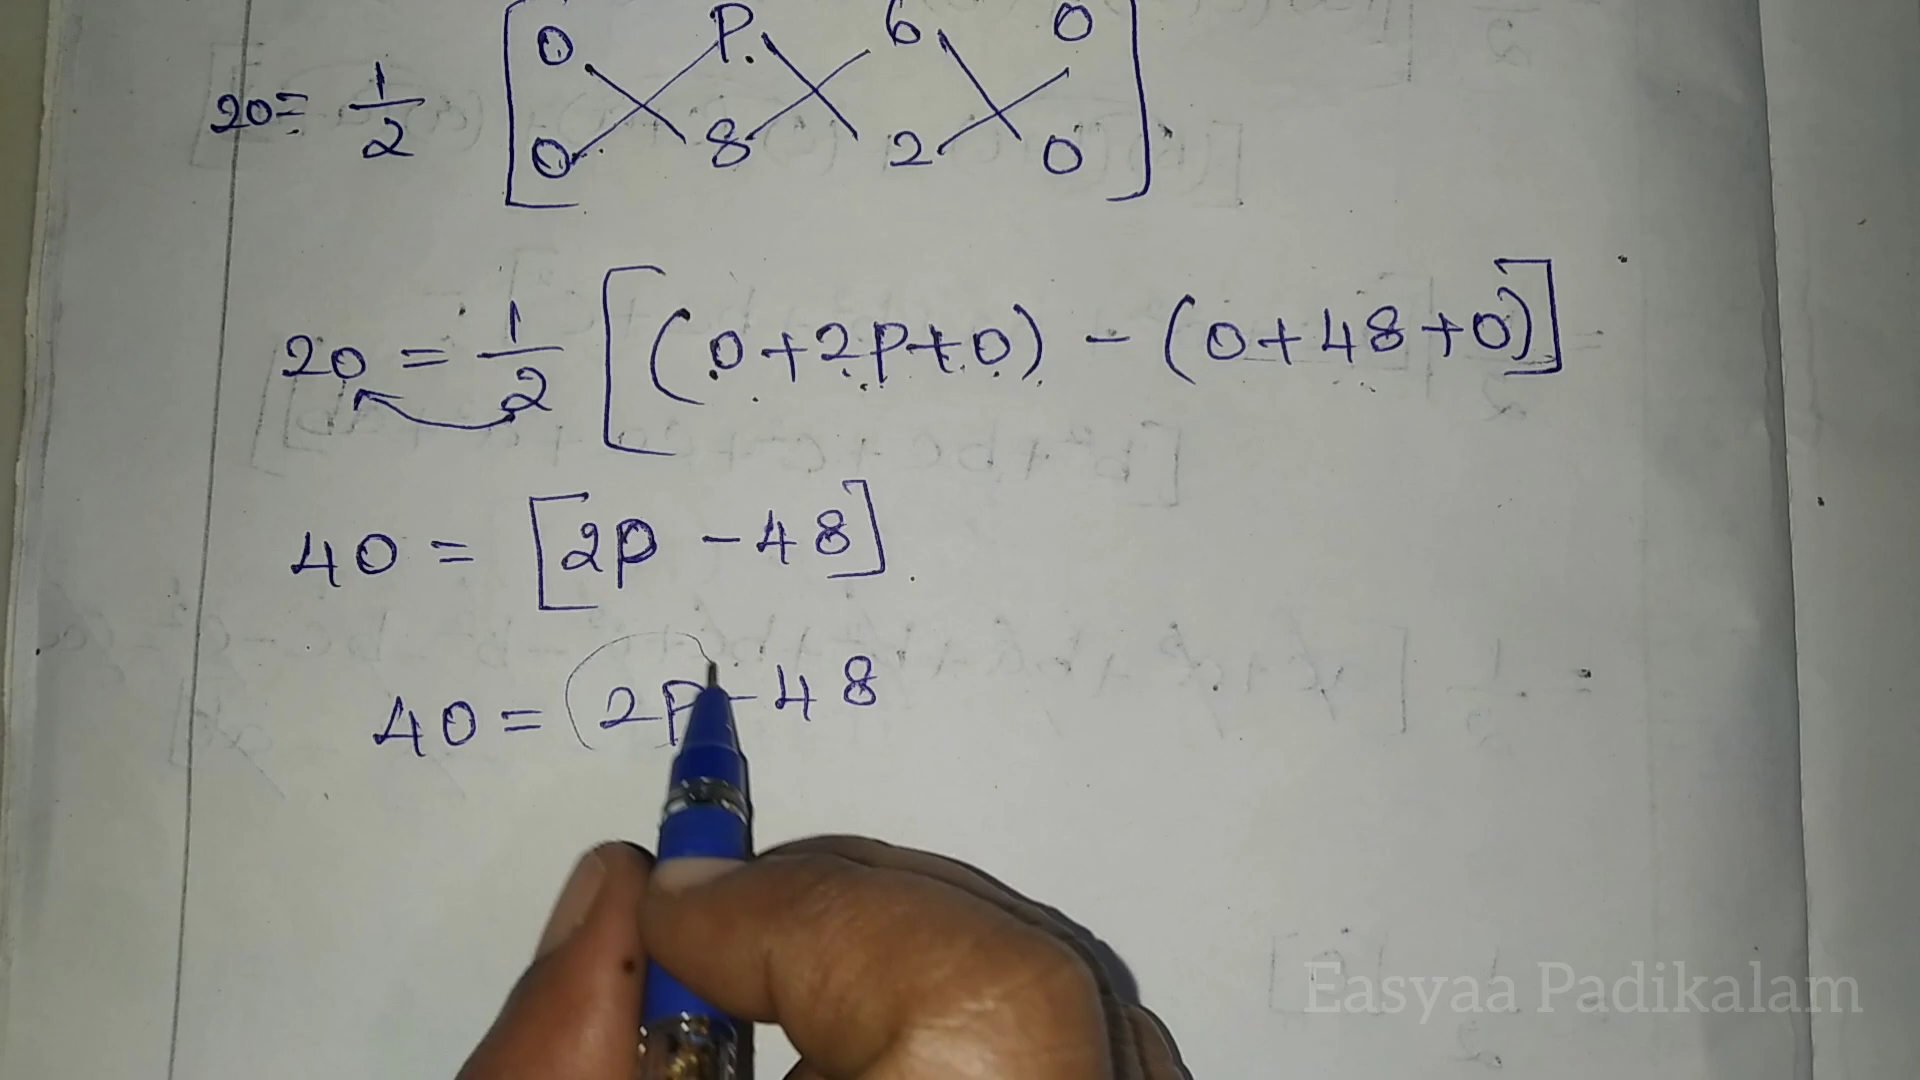 20 = 1/2 [0 P. 6 0
0 8 2 0]
20 = 1/2 [(0+2P+0) - (0+48+0)]
40 = [2P - 48]
40 = 2P - 48
Easyaa Padikalam